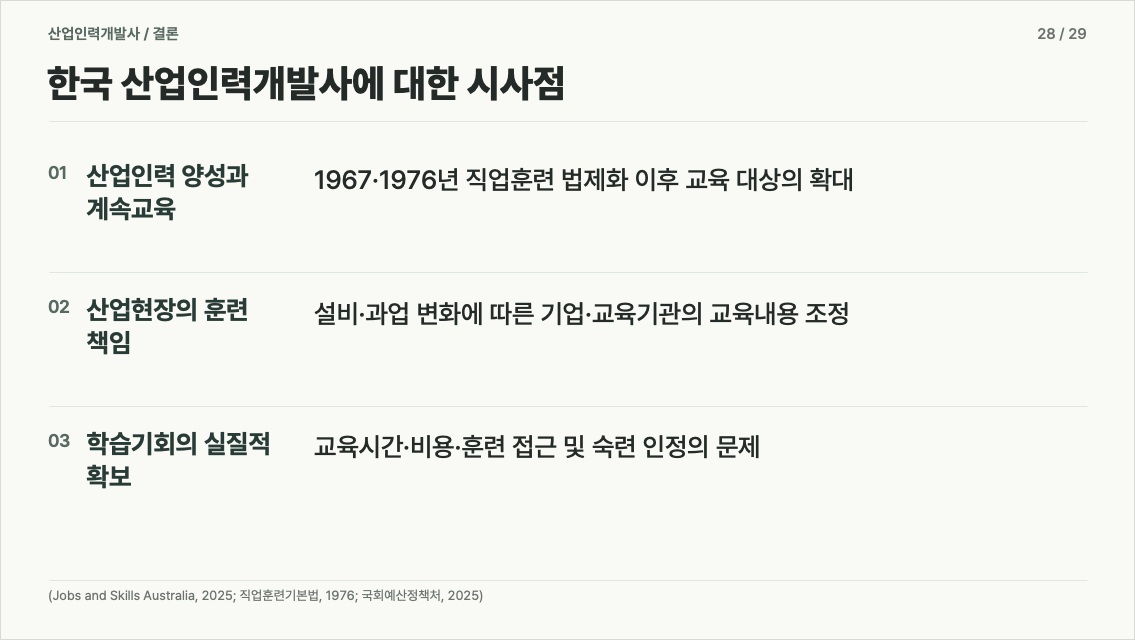 산업인력개발사 / 결론
28 / 29
한국 산업인력개발사에 대한 시사점
01
산업인력 양성과
계속교육
1967·1976년 직업훈련 법제화 이후 교육 대상의 확대
02
산업현장의 훈련
책임
설비·과업 변화에 따른 기업·교육기관의 교육내용 조정
03
학습기회의 실질적
확보
교육시간·비용·훈련 접근 및 숙련 인정의 문제
(Jobs and Skills Australia, 2025; 직업훈련기본법, 1976; 국회예산정책처, 2025)